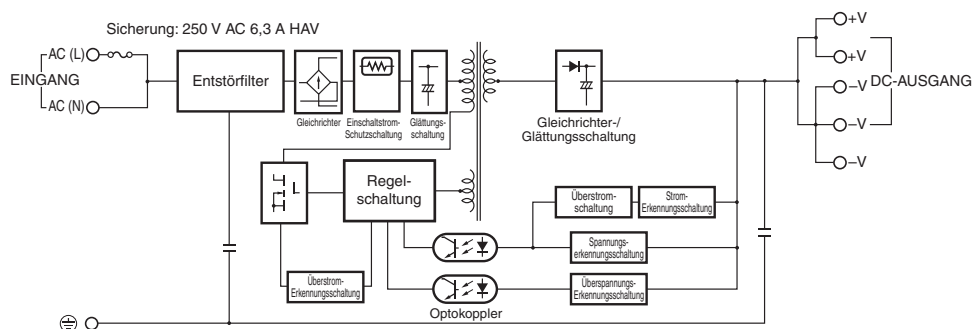 Sicherung: 250 V AC 6,3 A HAV
AC (L)
EINGANG
AC (N)
Entstörfilter
Gleichrichter
Einschaltstrom-
Schutzschaltung
Glättungs-
schaltung
Gleichrichter-/
Glättungsschaltung
+V
+V
–V
–V
–V
DC-AUSGANG
Regel-
schaltung
Überstrom-
schaltung
Strom-
Erkennungsschaltung
Spannungs-
erkennungsschaltung
Überstrom-
Erkennungsschaltung
Überspannungs-
Erkennungsschaltung
Optokoppler